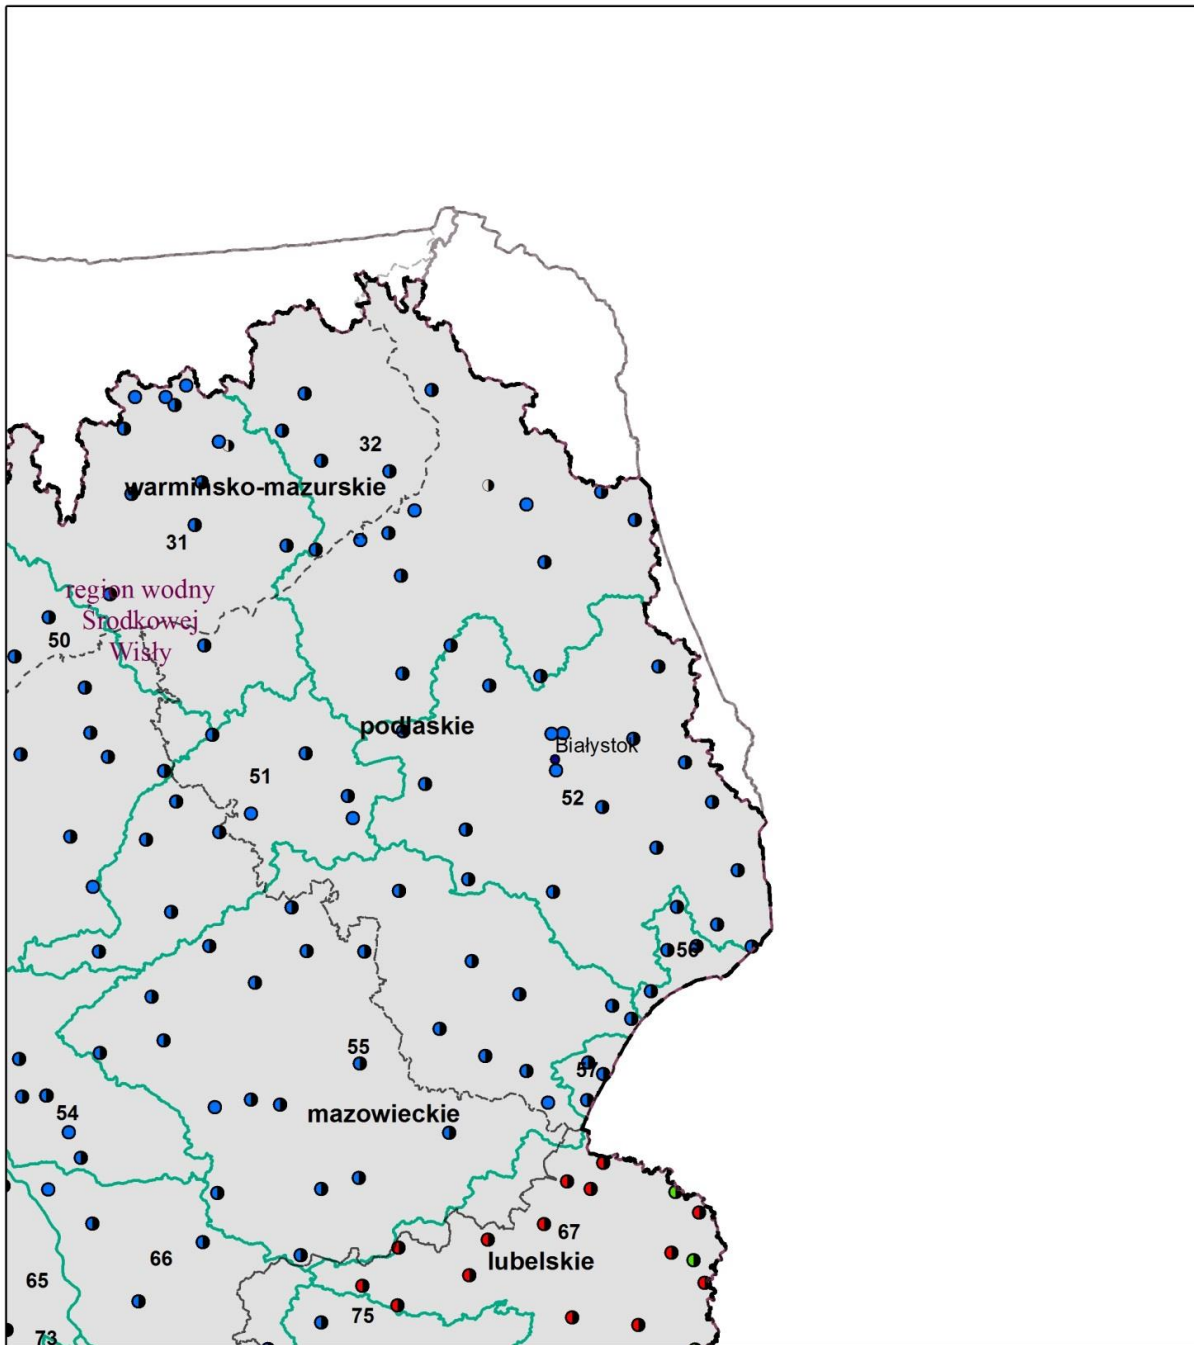 32
warmińsko-mazurskie
31
region wodny
Środkowej
Wisły
50
podlaskie
Białystok
51
52
56
55
57
mazowieckie
54
67
lubelskie
66
65
75
73